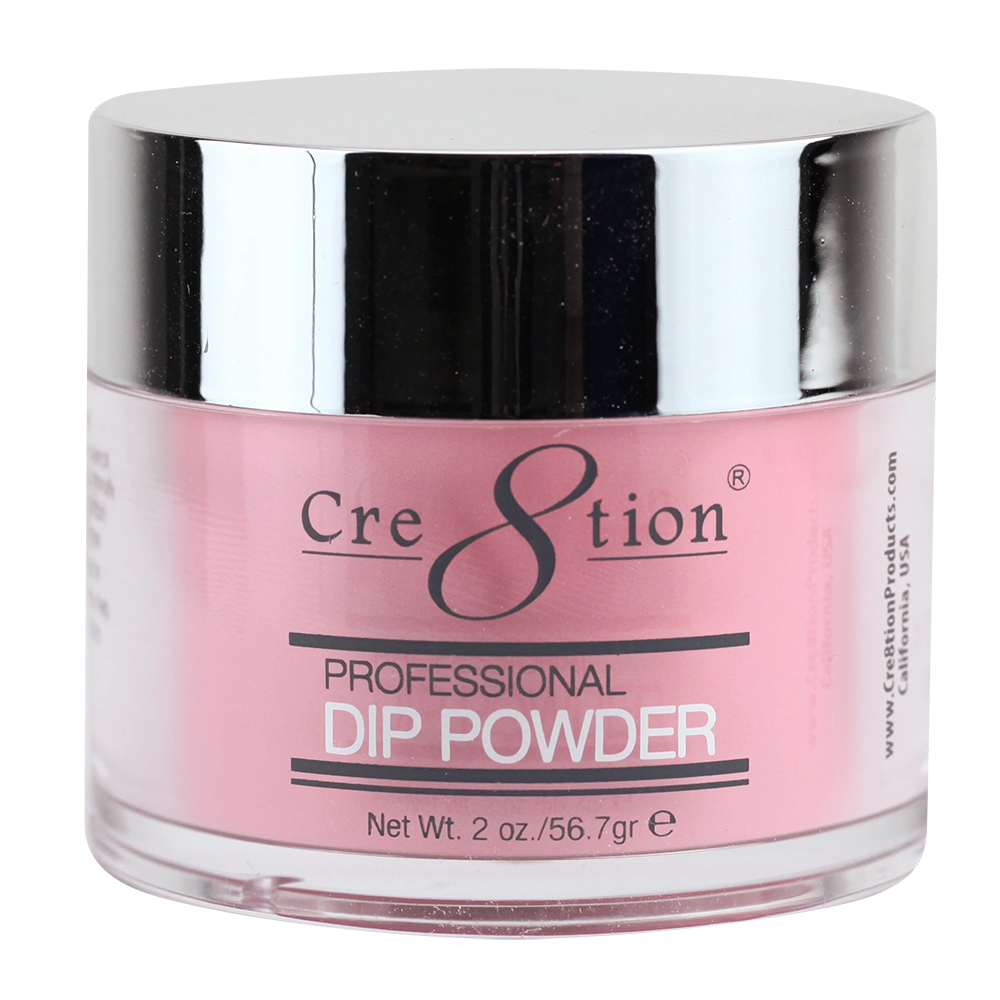 Cre8tion®
PROFESSIONAL
DIP POWDER
Net Wt. 2 oz./56.7gr ℮
www.Cre8tionProducts.com
California, USA